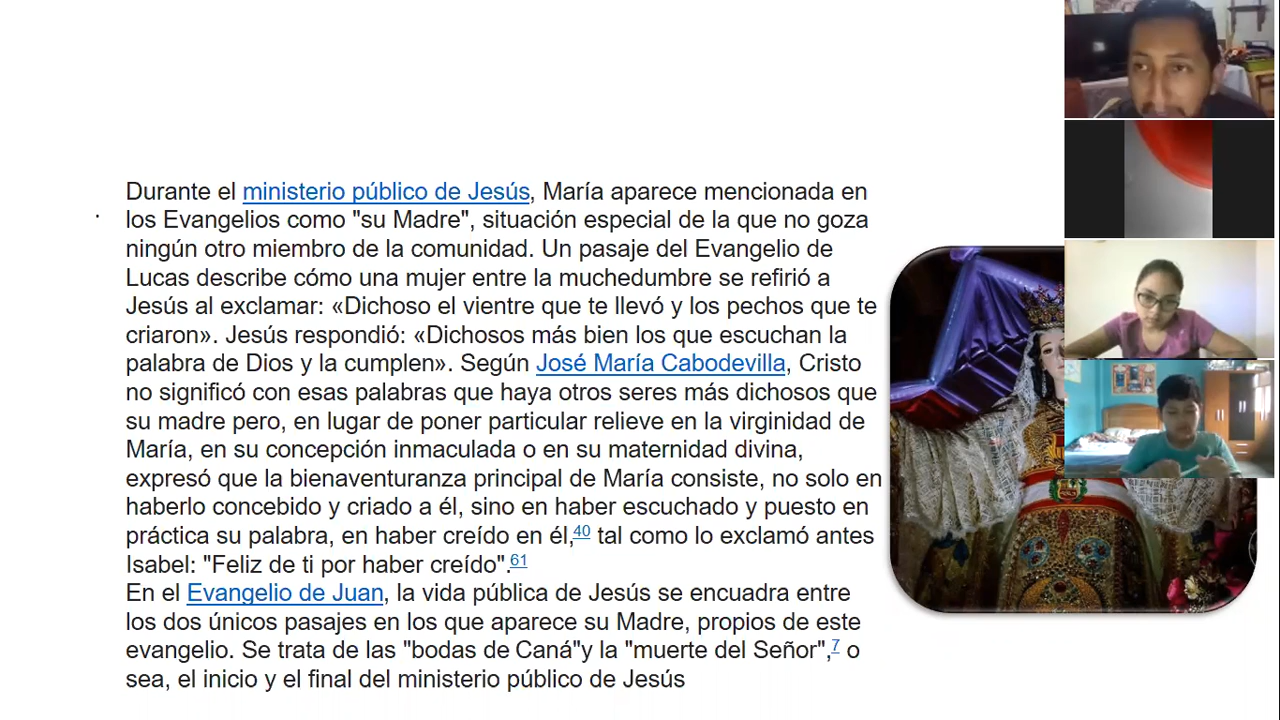 Durante el ministerio público de Jesús, María aparece mencionada en
los Evangelios como "su Madre", situación especial de la que no goza
ningún otro miembro de la comunidad. Un pasaje del Evangelio de
Lucas describe cómo una mujer entre la muchedumbre se refirió a
Jesús al exclamar: «Dichoso el vientre que te llevó y los pechos que te
criaron». Jesús respondió: «Dichosos más bien los que escuchan la
palabra de Dios y la cumplen». Según José María Cabodevilla, Cristo
no significó con esas palabras que haya otros seres más dichosos que
su madre pero, en lugar de poner particular relieve en la virginidad de
María, en su concepción inmaculada o en su maternidad divina,
expresó que la bienaventuranza principal de María consiste, no solo en
haberlo concebido y criado a él, sino en haber escuchado y puesto en
práctica su palabra, en haber creído en él,40 tal como lo exclamó antes
Isabel: "Feliz de ti por haber creído".61
En el Evangelio de Juan, la vida pública de Jesús se encuadra entre
los dos únicos pasajes en los que aparece su Madre, propios de este
evangelio. Se trata de las "bodas de Caná"y la "muerte del Señor",7 o
sea, el inicio y el final del ministerio público de Jesús